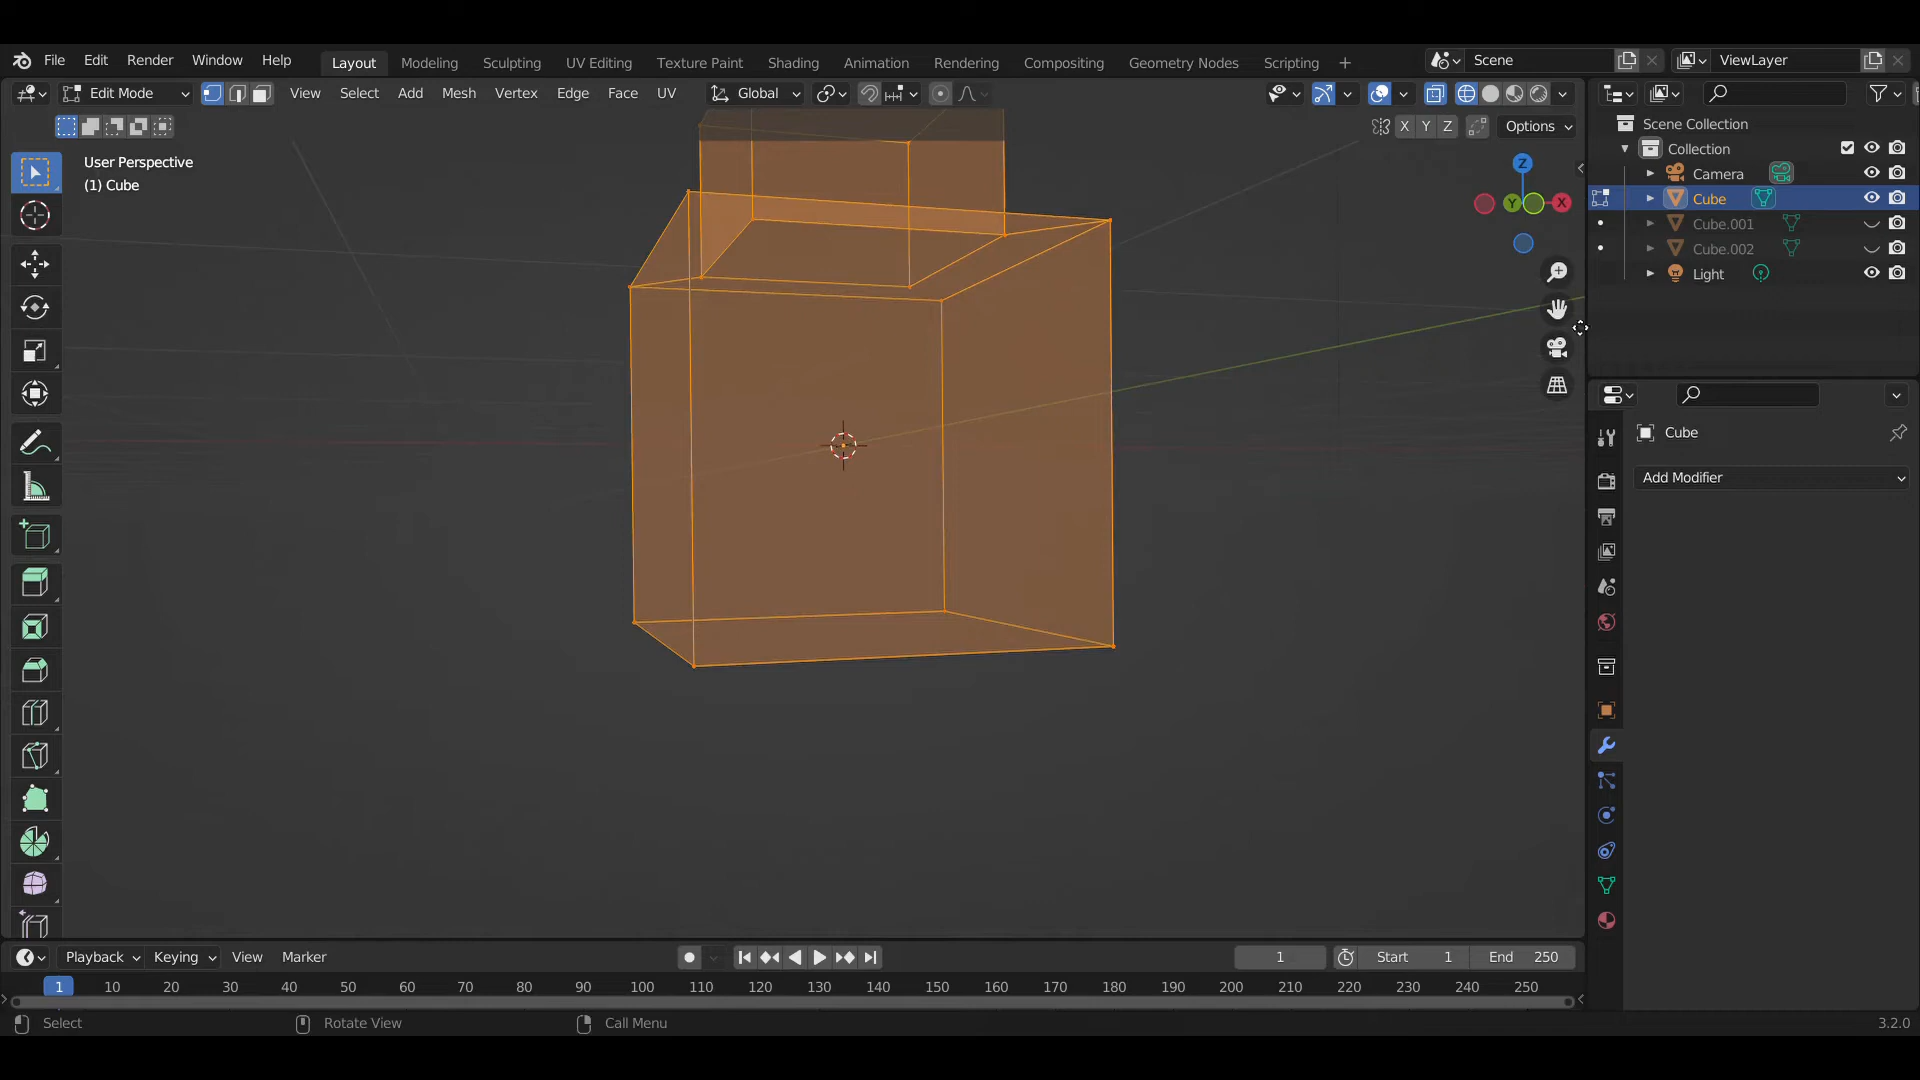 File Edit Render Window Help Layout Modeling Sculpting UV Editing Texture Paint Shading Animation Rendering Compositing Geometry Nodes Scripting + Scene ViewLayer
Edit Mode View Select Add Mesh Vertex Edge Face UV Global
X Y Z Options
User Perspective
(1) Cube
Z
Y
X
Scene Collection
Collection
Camera
Cube
Cube.001
Cube.002
Light
Cube
Add Modifier
Playback Keying View Marker 1 Start 1 End 250
1 10 20 30 40 50 60 70 80 90 100 110 120 130 140 150 160 170 180 190 200 210 220 230 240 250
Select Rotate View Call Menu 3.2.0